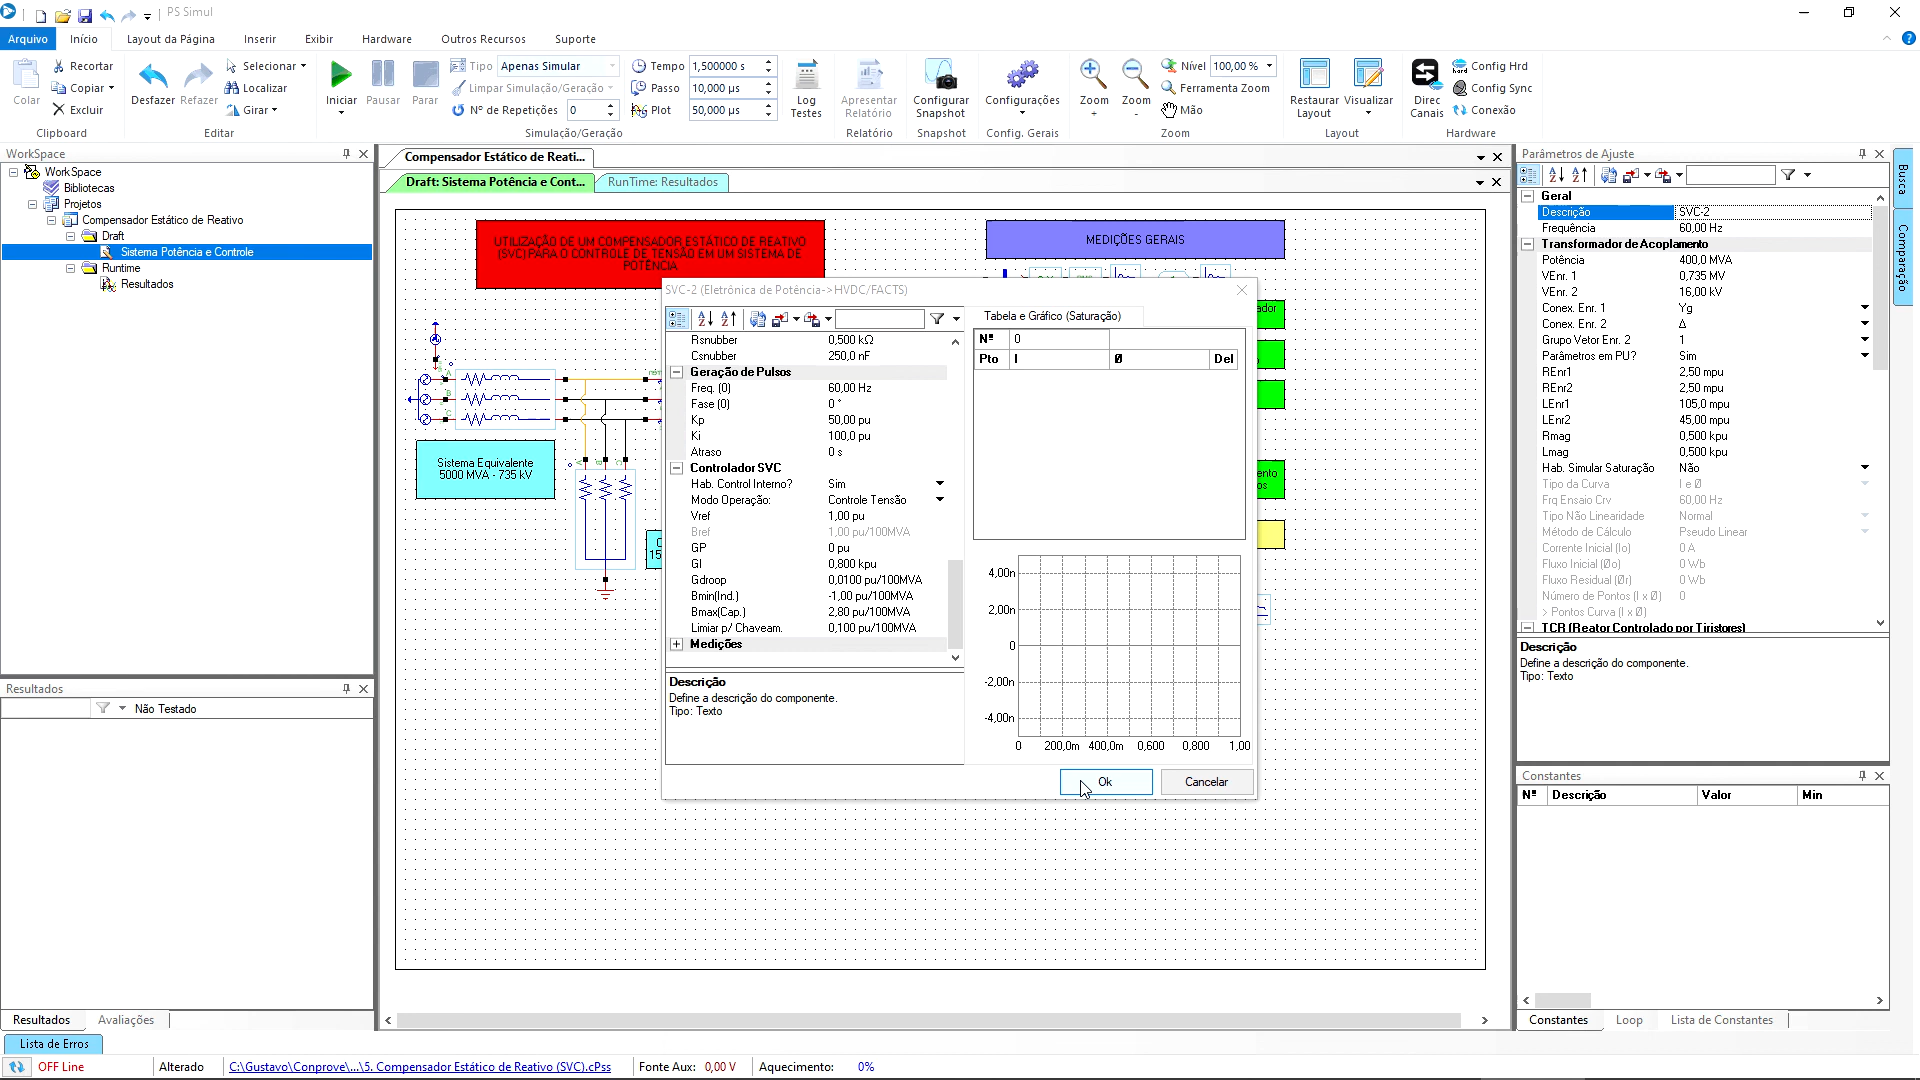 PS Simul
Arquivo Início Layout da Página Inserir Exibir Hardware Outros Recursos Suporte
Colar Recortar Copiar Excluir Clipboard
Desfazer Refazer Selecionar Localizar Girar Editar
Iniciar Pausar Parar
Tipo Apenas Simular
Limpar Simulação/Geração
Nº de Repetições 0
Tempo 1,500000 s
Passo 10,000 µs
Plot 50,000 µs
Simulação/Geração
Log Testes
Apresentar Relatório
Relatório
Configurar Snapshot
Snapshot
Configurações
Config. Gerais
Zoom + Zoom -
Nível 100,00 %
Ferramenta Zoom
Mão
Zoom
Restaurar Layout Visualizar
Layout
Direc Canais
Config Hrd
Config Sync
Conexão
Hardware
WorkSpace
WorkSpace
Bibliotecas
Projetos
Compensador Estático de Reativo
Draft
Sistema Potência e Controle
Runtime
Resultados
Resultados
Não Testado
Resultados Avaliações
Compensador Estático de Reati...
Draft: Sistema Potência e Cont... RunTime: Resultados
UTILIZAÇÃO DE UM COMPENSADOR ESTÁTICO DE REATIVO
(SVC) PARA O CONTROLE DE TENSÃO EM UM SISTEMA DE
POTÊNCIA
MEDIÇÕES GERAIS
A
B
C
Sistema Equivalente
5000 MVA - 735 kV
A B C
SVC-2 (Eletrônica de Potência->HVDC/FACTS)
Rsnubber 0,500 kΩ
Csnubber 250,0 nF
Geração de Pulsos
Freq. (0) 60,00 Hz
Fase (0) 0 °
Kp 50,00 pu
Ki 100,0 pu
Atraso 0 s
Controlador SVC
Hab. Control Interno? Sim
Modo Operação: Controle Tensão
Vref 1,00 pu
Bref 1,00 pu/100MVA
GP 0 pu
GI 0,800 kpu
Gdroop 0,0100 pu/100MVA
Bmin(Ind.) -1,00 pu/100MVA
Bmax(Cap.) 2,80 pu/100MVA
Limiar p/ Chaveam. 0,100 pu/100MVA
Medições
Descrição
Define a descrição do componente.
Tipo: Texto
Tabela e Gráfico (Saturação)
Nº 0
Pto I Ø Del
4,00n
2,00n
0
-2,00n
-4,00n
0 200,0m 400,0m 0,600 0,800 1,00
Ok Cancelar
Parâmetros de Ajuste
Geral
Descrição SVC-2
Frequência 60,00 Hz
Transformador de Acoplamento
Potência 400,0 MVA
VEnr. 1 0,735 MV
VEnr. 2 16,00 kV
Conex. Enr. 1 Yg
Conex. Enr. 2 Δ
Grupo Vetor Enr. 2 1
Parâmetros em PU? Sim
REnr1 2,50 mpu
REnr2 2,50 mpu
LEnr1 105,0 mpu
LEnr2 45,00 mpu
Rmag 0,500 kpu
Lmag 0,500 kpu
Hab. Simular Saturação Não
Tipo da Curva I e Ø
Frq Ensaio Crv 60,00 Hz
Tipo Não Linearidade Normal
Método de Cálculo Pseudo Linear
Corrente Inicial (Io) 0 A
Fluxo Inicial (Øo) 0 Wb
Fluxo Residual (Ør) 0 Wb
Número de Pontos (I x Ø) 0
> Pontos Curva (I x Ø)
TCR (Reator Controlado por Tiristores)
Descrição
Define a descrição do componente.
Tipo: Texto
Constantes
Nº Descrição Valor Min
Constantes Loop Lista de Constantes
Busca
Comparação
Lista de Erros
OFF Line Alterado C:\Gustavo\Conprove\...\5. Compensador Estático de Reativo (SVC).cPss Fonte Aux: 0,00 V Aquecimento: 0%